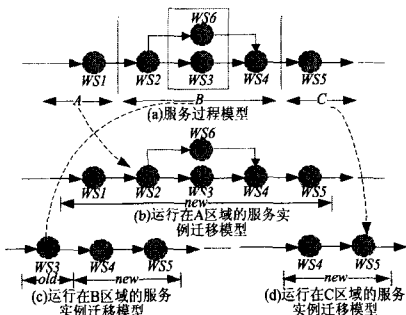 WS6
WS1 WS2 WS3 WS4 WS5
A B C
(a)服务过程模型
WS6
WS1 WS2 WS3 WS4 WS5
new
(b)运行在A区域的服务实
例迁移模型
WS3 WS4 WS5 WS4 WS5
old new new
(c)运行在B区域的服务 (d)运行在C区域的服务
实例迁移模型 实例迁移模型